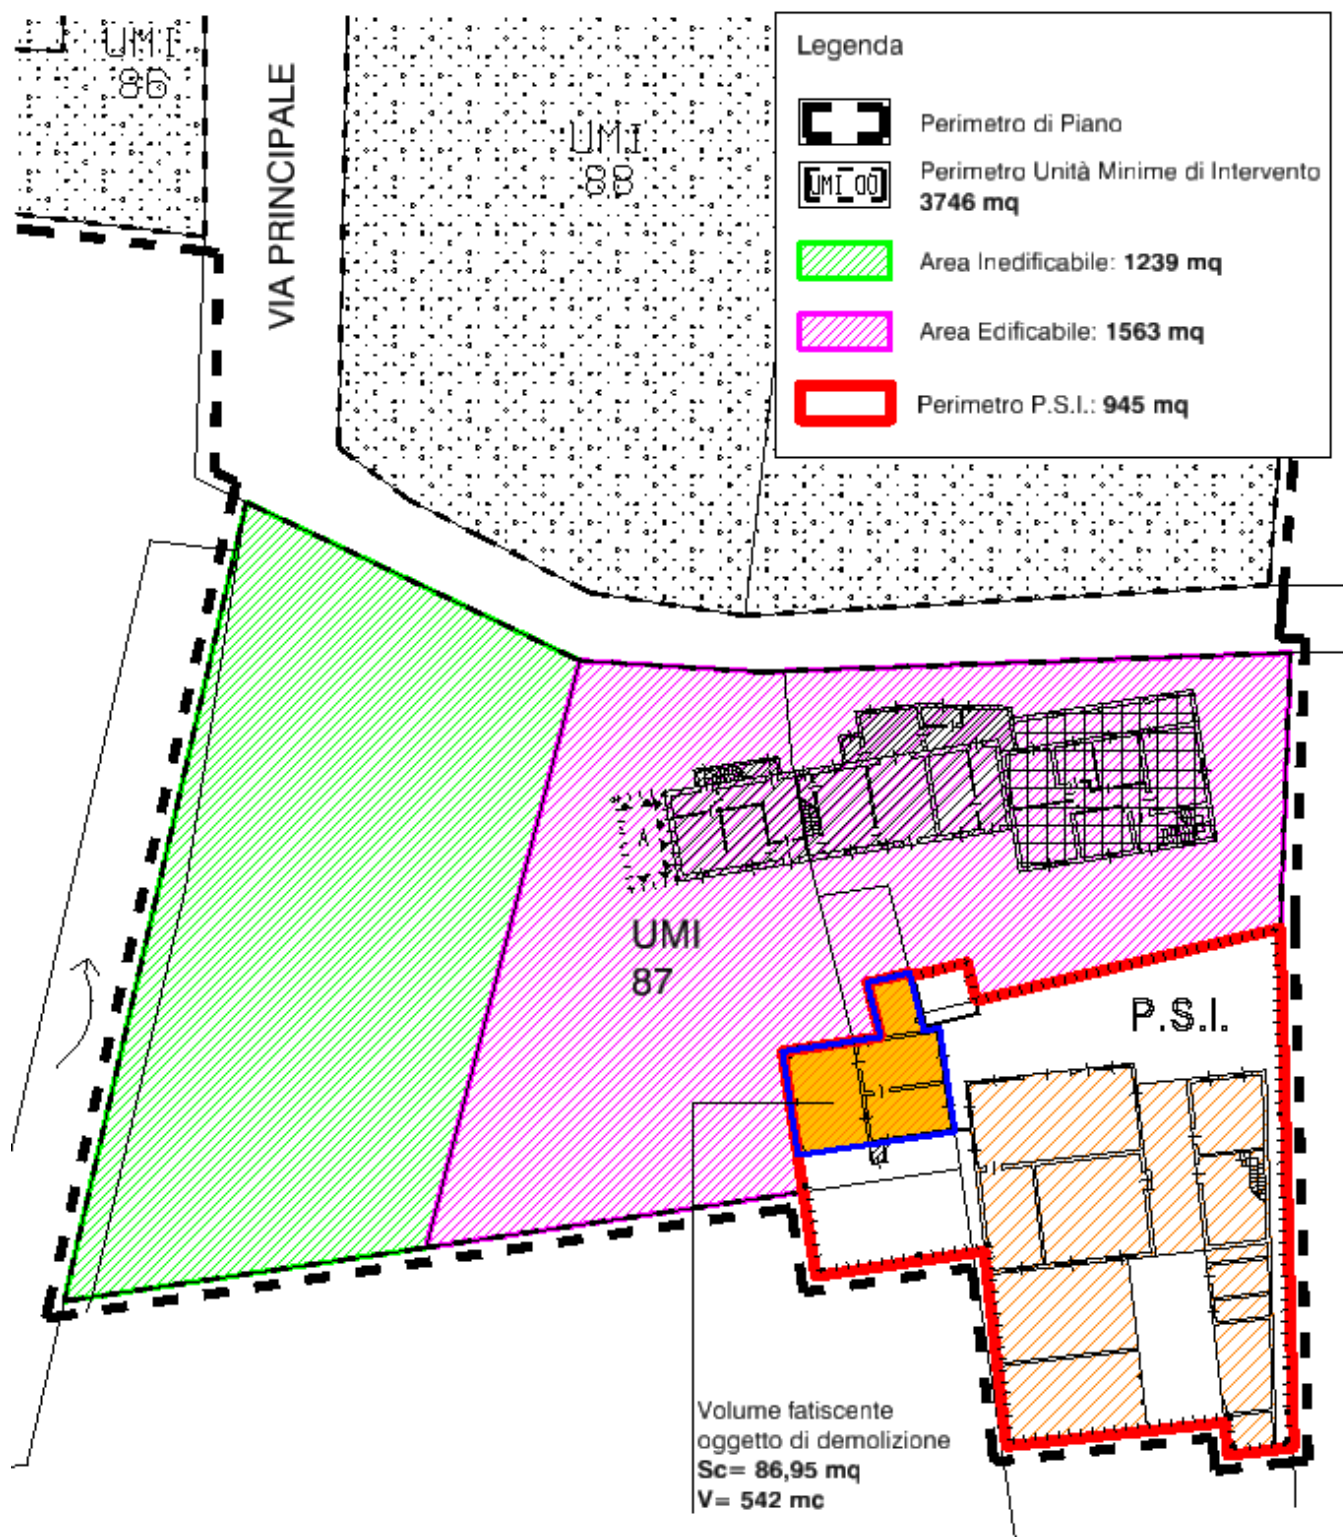 UMI
86
VIA PRINCIPALE
UMI
88
Legenda
Perimetro di Piano
UMI 00
Perimetro Unità Minime di Intervento
3746 mq
Area Inedificabile: 1239 mq
Area Edificabile: 1563 mq
Perimetro P.S.I.: 945 mq
A
UMI
87
P.S.I.
Volume fatiscente
oggetto di demolizione
Sc= 86,95 mq
V= 542 mc